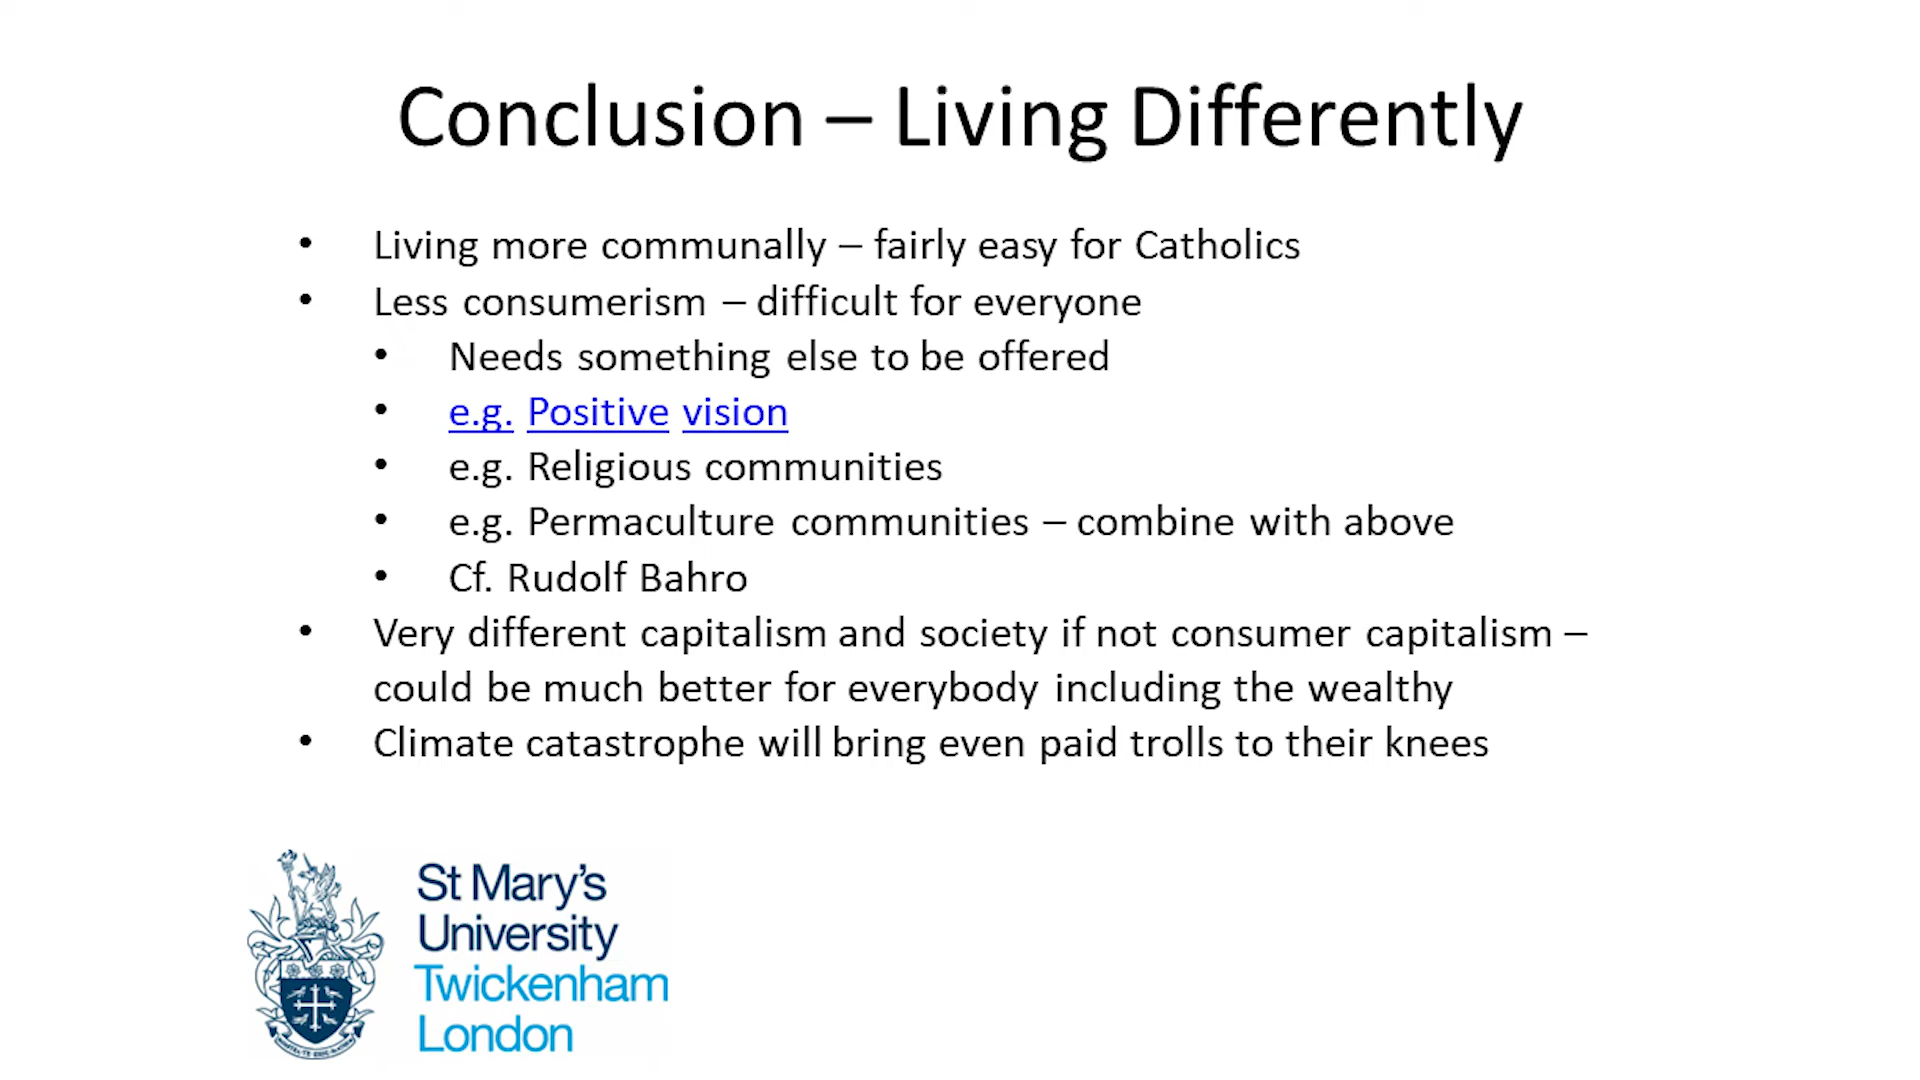 Conclusion – Living Differently
• Living more communally – fairly easy for Catholics
• Less consumerism – difficult for everyone
• Needs something else to be offered
• e.g. Positive vision
• e.g. Religious communities
• e.g. Permaculture communities – combine with above
• Cf. Rudolf Bahro
• Very different capitalism and society if not consumer capitalism –
could be much better for everybody including the wealthy
• Climate catastrophe will bring even paid trolls to their knees
St Mary's
University
Twickenham
London